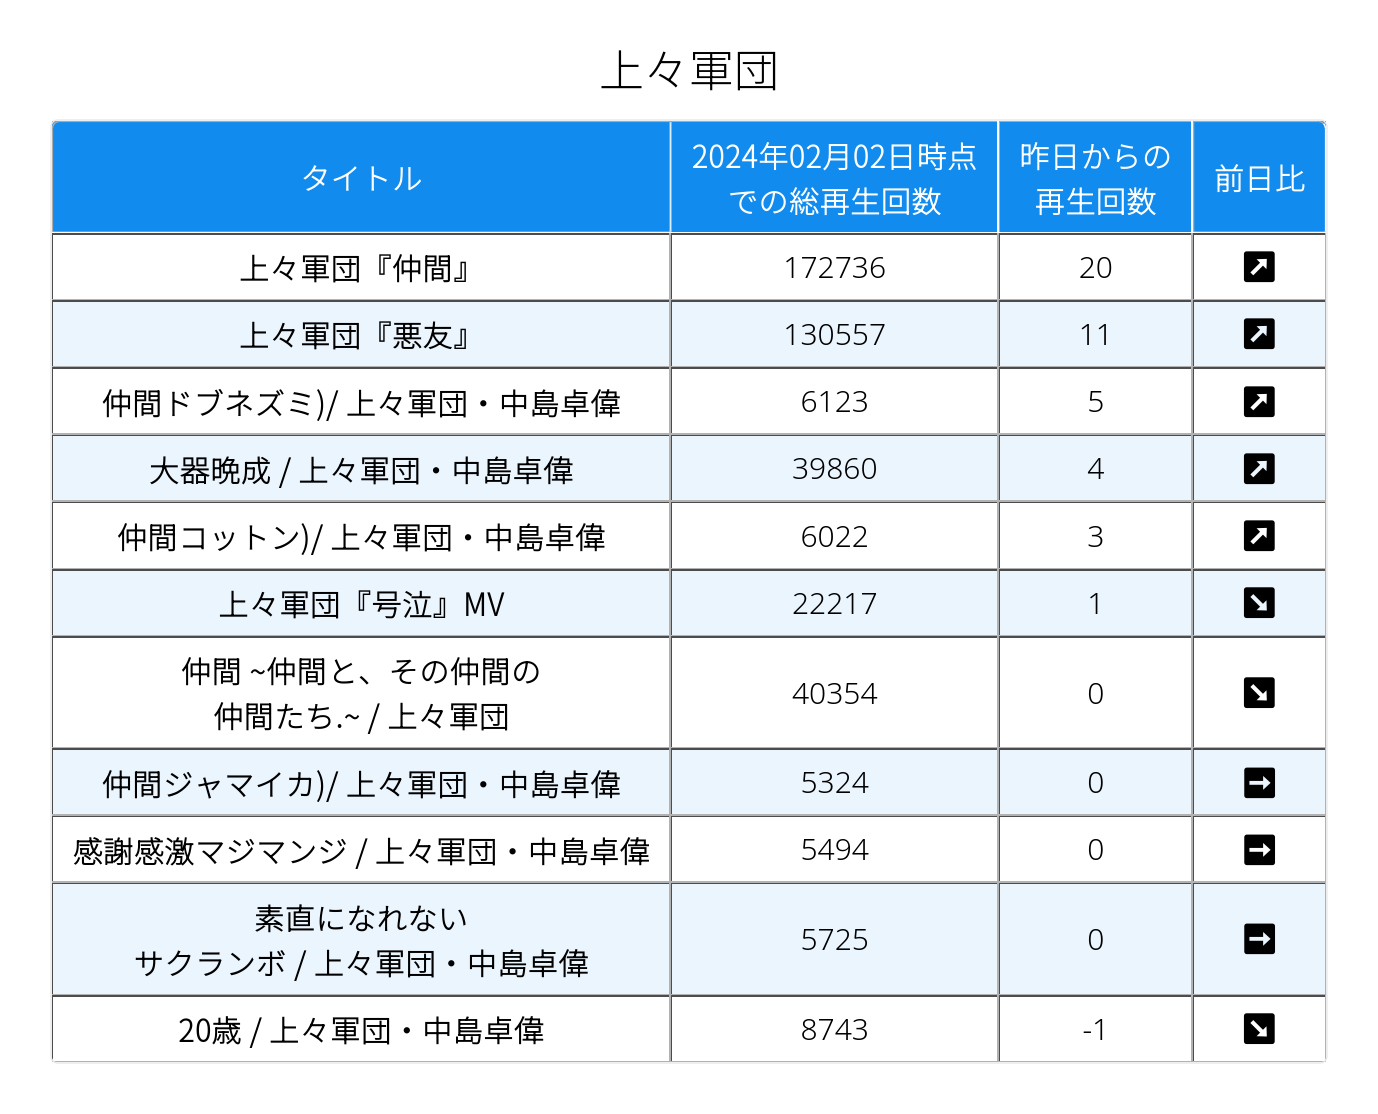 上々軍団
タイトル
2024年02月02日時点
での総再生回数
昨日からの
再生回数
前日比
上々軍団『仲間』
172736
20
上々軍団『悪友』
130557
11
仲間ドブネズミ)/ 上々軍団・中島卓偉
6123
5
大器晩成 / 上々軍団・中島卓偉
39860
4
仲間コットン)/ 上々軍団・中島卓偉
6022
3
上々軍団『号泣』MV
22217
1
仲間 ~仲間と、その仲間の
仲間たち.~ / 上々軍団
40354
0
仲間ジャマイカ)/ 上々軍団・中島卓偉
5324
0
感謝感激マジマンジ / 上々軍団・中島卓偉
5494
0
素直になれない
サクランボ / 上々軍団・中島卓偉
5725
0
20歳 / 上々軍団・中島卓偉
8743
-1